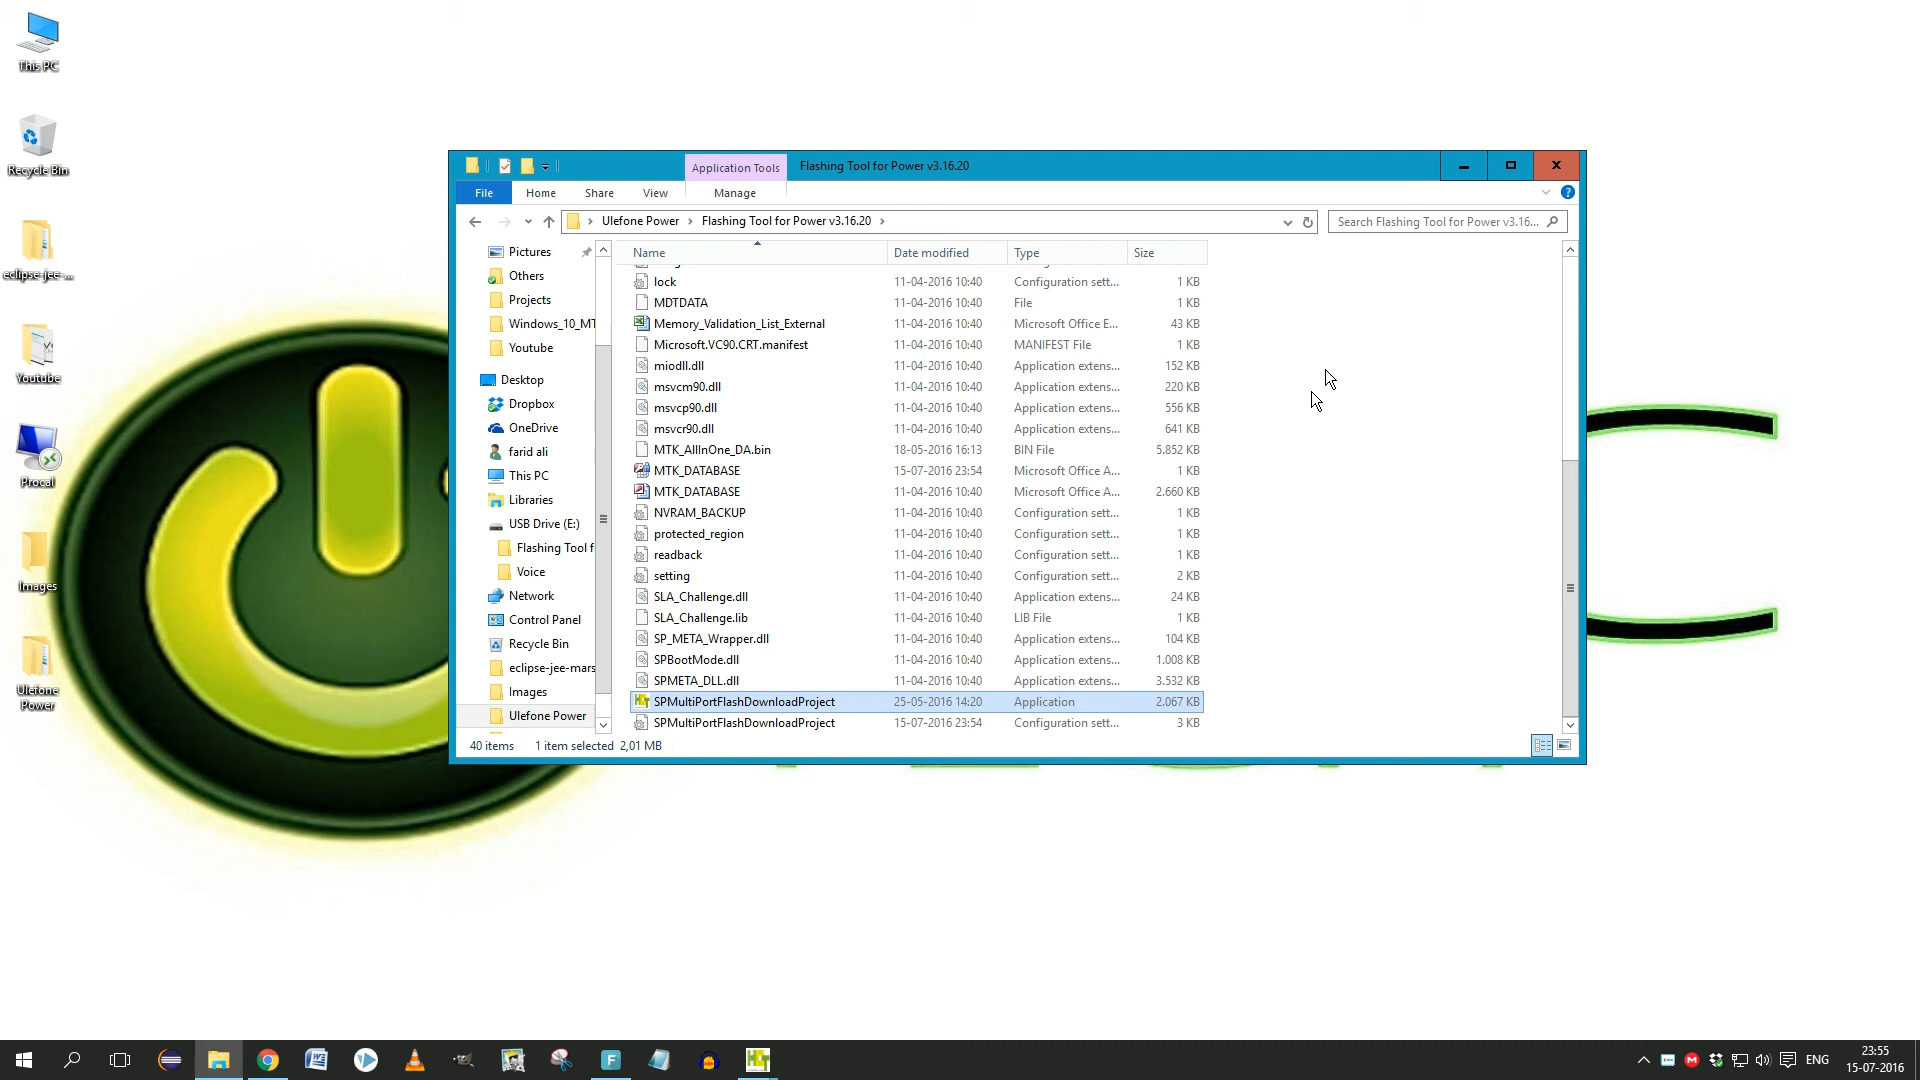 This PC
Recycle Bin
eclipse-jee-...
Youtube
Procal
Images
Ulefone
Power
Application Tools
Flashing Tool for Power v3.16.20
File
Home
Share
View
Manage
Ulefone Power
Flashing Tool for Power v3.16.20
Search Flashing Tool for Power v3.16...
Pictures
Others
Projects
Windows_10_MT
Youtube
Desktop
Dropbox
OneDrive
farid ali
This PC
Libraries
USB Drive (E:)
Flashing Tool f
Voice
Network
Control Panel
Recycle Bin
eclipse-jee-mars
Images
Ulefone Power
Name Date modified Type Size
lock 11-04-2016 10:40 Configuration sett... 1 KB
MDTDATA 11-04-2016 10:40 File 1 KB
Memory_Validation_List_External 11-04-2016 10:40 Microsoft Office E... 43 KB
Microsoft.VC90.CRT.manifest 11-04-2016 10:40 MANIFEST File 1 KB
miodll.dll 11-04-2016 10:40 Application extens... 152 KB
msvcm90.dll 11-04-2016 10:40 Application extens... 220 KB
msvcp90.dll 11-04-2016 10:40 Application extens... 556 KB
msvcr90.dll 11-04-2016 10:40 Application extens... 641 KB
MTK_AllInOne_DA.bin 18-05-2016 16:13 BIN File 5.852 KB
MTK_DATABASE 15-07-2016 23:54 Microsoft Office A... 1 KB
MTK_DATABASE 11-04-2016 10:40 Microsoft Office A... 2.660 KB
NVRAM_BACKUP 11-04-2016 10:40 Configuration sett... 1 KB
protected_region 11-04-2016 10:40 Configuration sett... 1 KB
readback 11-04-2016 10:40 Configuration sett... 1 KB
setting 11-04-2016 10:40 Configuration sett... 2 KB
SLA_Challenge.dll 11-04-2016 10:40 Application extens... 24 KB
SLA_Challenge.lib 11-04-2016 10:40 LIB File 1 KB
SP_META_Wrapper.dll 11-04-2016 10:40 Application extens... 104 KB
SPBootMode.dll 11-04-2016 10:40 Application extens... 1.008 KB
SPMETA_DLL.dll 11-04-2016 10:40 Application extens... 3.532 KB
SPMultiPortFlashDownloadProject 25-05-2016 14:20 Application 2.067 KB
SPMultiPortFlashDownloadProject 15-07-2016 23:54 Configuration sett... 3 KB
40 items 1 item selected 2,01 MB
ENG
23:55
15-07-2016